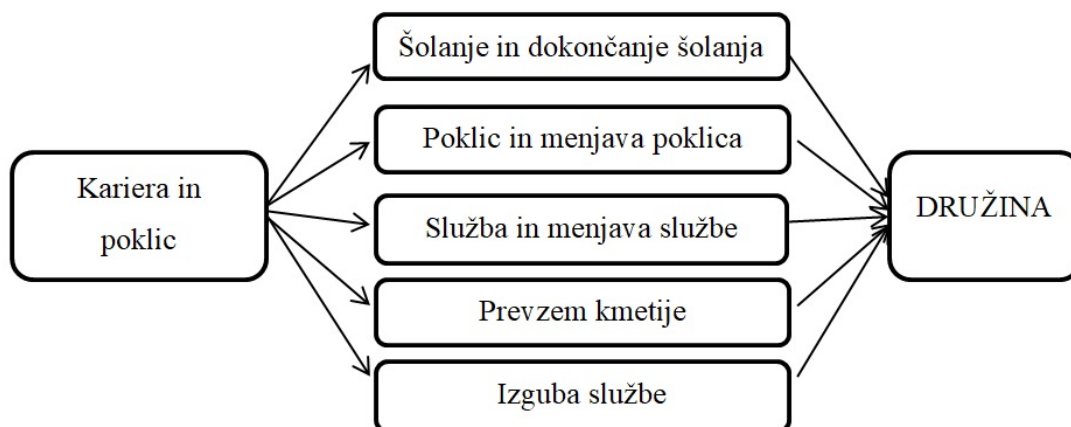 Kariera in
poklic
Šolanje in dokončanje šolanja
Poklic in menjava poklica
Služba in menjava službe
Prevzem kmetije
Izguba službe
DRUŽINA